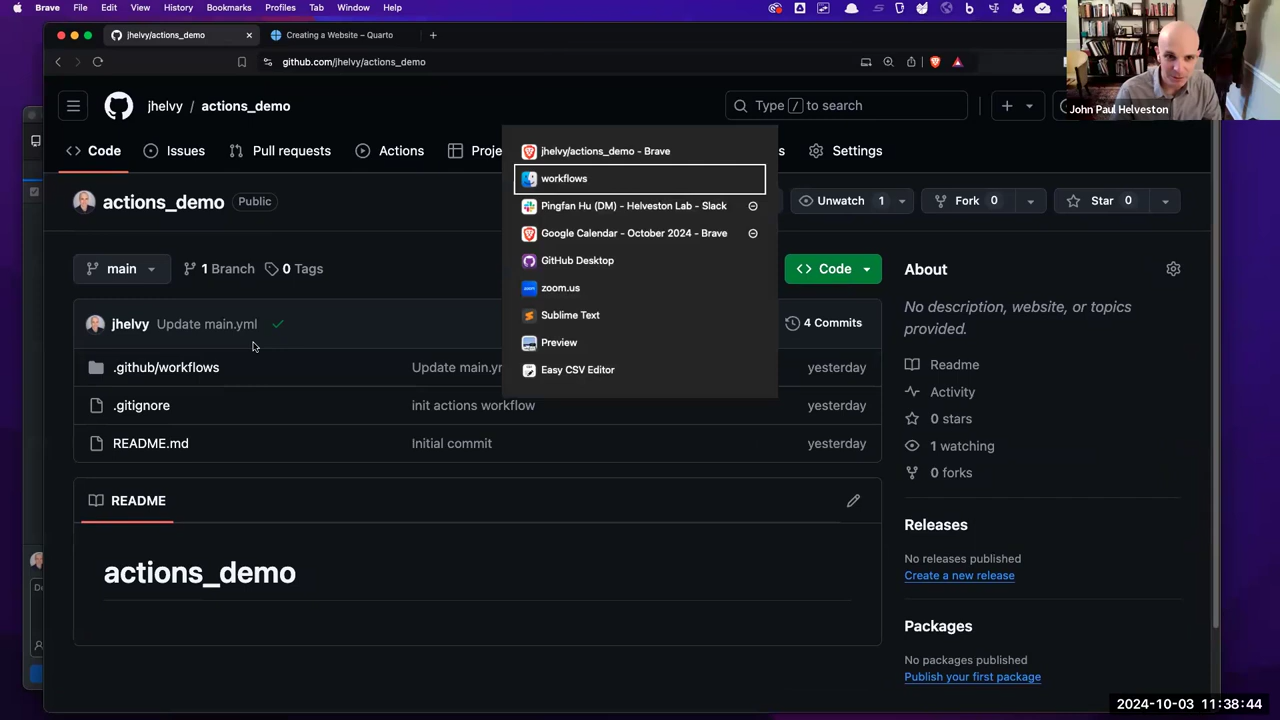 Brave File Edit View History Bookmarks Profiles Tab Window Help
jhelvy/actions_demo
Creating a Website – Quarto
github.com/jhelvy/actions_demo
John Paul Helveston
jhelvy / actions_demo
Type / to search
Code
Issues
Pull requests
Actions
Proje
s
Settings
jhelvy/actions_demo - Brave
workflows
Pingfan Hu (DM) - Helveston Lab - Slack
Google Calendar - October 2024 - Brave
GitHub Desktop
zoom.us
Sublime Text
Preview
Easy CSV Editor
actions_demo Public
Unwatch 1
Fork 0
Star 0
main
1 Branch
0 Tags
Code
jhelvy Update main.yml
4 Commits
.github/workflows Update main.yr yesterday
.gitignore init actions workflow yesterday
README.md Initial commit yesterday
README
actions_demo
About
No description, website, or topics
provided.
Readme
Activity
0 stars
1 watching
0 forks
Releases
No releases published
Create a new release
Packages
No packages published
Publish your first package
2024-10-03 11:38:44